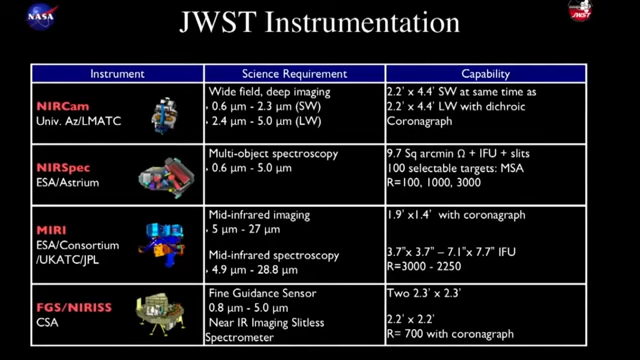 NASA
JWST
JWST Instrumentation
Instrument
Science Requirement
Capability
NIRCam
Univ. Az/LMATC
Wide field, deep imaging
0.6 µm - 2.3 µm (SW)
2.4 µm - 5.0 µm (LW)
2.2' x 4.4' SW at same time as
2.2' x 4.4' LW with dichroic
Coronagraph
NIRSpec
ESA/Astrium
Multi-object spectroscopy
0.6 µm - 5.0 µm
9.7 Sq arcmin Ω + IFU + slits
100 selectable targets: MSA
R=100, 1000, 3000
MIRI
ESA/Consortium
/UKATC/JPL
Mid-infrared imaging
5 µm - 27 µm
Mid-infrared spectroscopy
4.9 µm - 28.8 µm
1.9' x1.4' with coronagraph
3.7"x 3.7" – 7.1"x 7.7" IFU
R=3000 - 2250
FGS/NIRISS
CSA
Fine Guidance Sensor
0.8 µm - 5.0 µm
Near IR Imaging Slitless
Spectrometer
Two 2.3' x 2.3'
2.2' x 2.2'
R= 700 with coronagraph